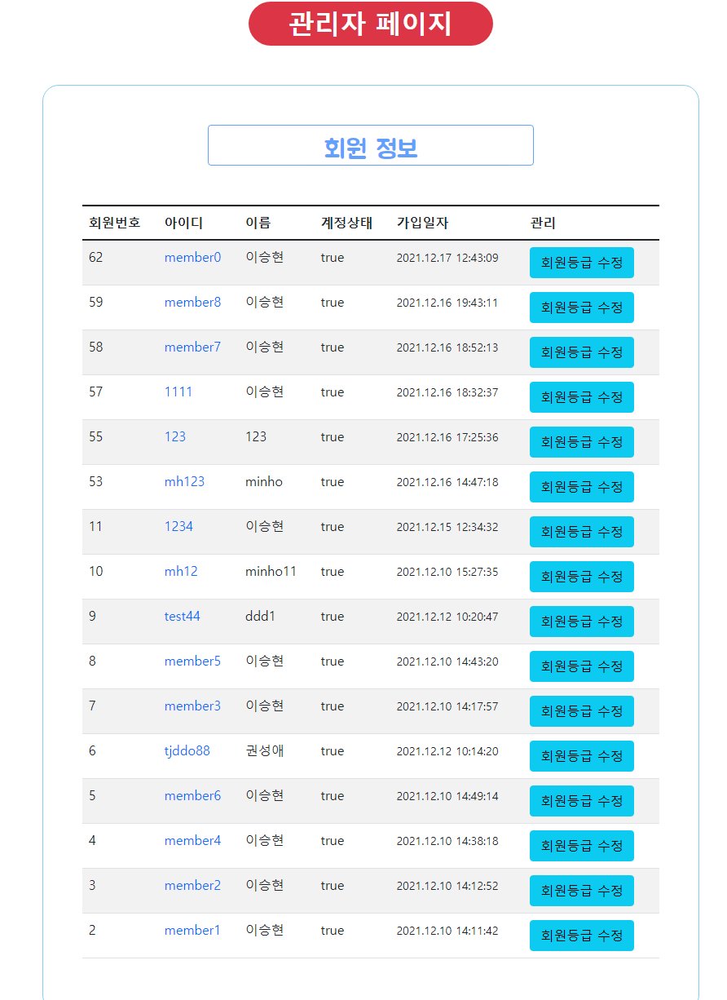 관리자 페이지
회원 정보
회원번호 아이디 이름 계정상태 가입일자 관리
62 member0 이승현 true 2021.12.17 12:43:09 회원등급 수정
59 member8 이승현 true 2021.12.16 19:43:11 회원등급 수정
58 member7 이승현 true 2021.12.16 18:52:13 회원등급 수정
57 1111 이승현 true 2021.12.16 18:32:37 회원등급 수정
55 123 123 true 2021.12.16 17:25:36 회원등급 수정
53 mh123 minho true 2021.12.16 14:47:18 회원등급 수정
11 1234 이승현 true 2021.12.15 12:34:32 회원등급 수정
10 mh12 minho11 true 2021.12.10 15:27:35 회원등급 수정
9 test44 ddd1 true 2021.12.12 10:20:47 회원등급 수정
8 member5 이승현 true 2021.12.10 14:43:20 회원등급 수정
7 member3 이승현 true 2021.12.10 14:17:57 회원등급 수정
6 tjddo88 권성애 true 2021.12.12 10:14:20 회원등급 수정
5 member6 이승현 true 2021.12.10 14:49:14 회원등급 수정
4 member4 이승현 true 2021.12.10 14:38:18 회원등급 수정
3 member2 이승현 true 2021.12.10 14:12:52 회원등급 수정
2 member1 이승현 true 2021.12.10 14:11:42 회원등급 수정